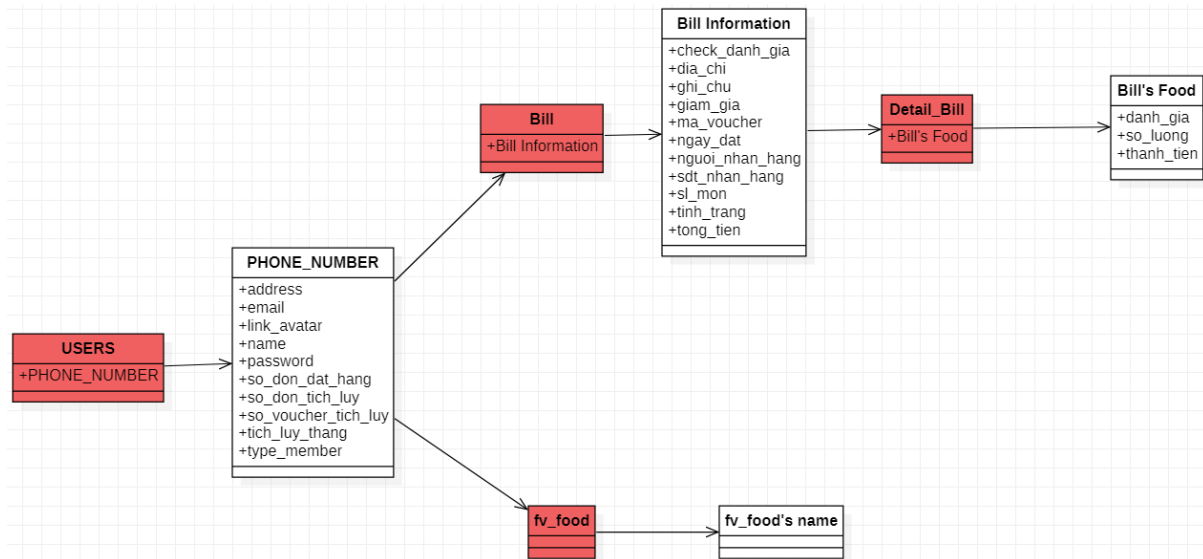 USERS
+PHONE_NUMBER
PHONE_NUMBER
+address
+email
+link_avatar
+name
+password
+so_don_dat_hang
+so_don_tich_luy
+so_voucher_tich_luy
+tich_luy_thang
+type_member
Bill
+Bill Information
Bill Information
+check_danh_gia
+dia_chi
+ghi_chu
+giam_gia
+ma_voucher
+ngay_dat
+nguoi_nhan_hang
+sdt_nhan_hang
+sl_mon
+tinh_trang
+tong_tien
Detail_Bill
+Bill's Food
Bill's Food
+danh_gia
+so_luong
+thanh_tien
fv_food
fv_food's name